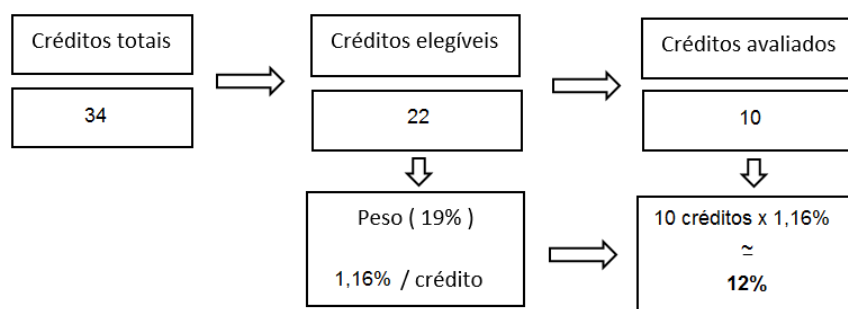 Créditos totais
Créditos elegíveis
Créditos avaliados
34
22
10
Peso ( 19% )
1,16% / crédito
10 créditos x 1,16%
≃
12%